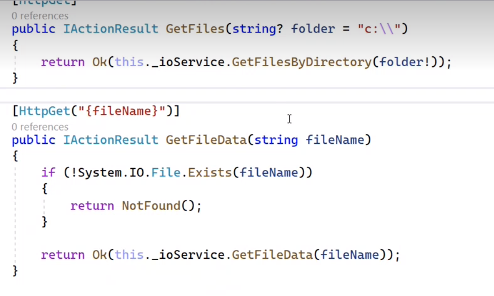 [HttpGet]
0 references
public IActionResult GetFiles(string? folder = "c:\\")
{
return Ok(this._ioService.GetFilesByDirectory(folder!));
}
[HttpGet("{fileName}")]
0 references
public IActionResult GetFileData(string fileName)
{
if (!System.IO.File.Exists(fileName))
{
return NotFound();
}
return Ok(this._ioService.GetFileData(fileName));
}